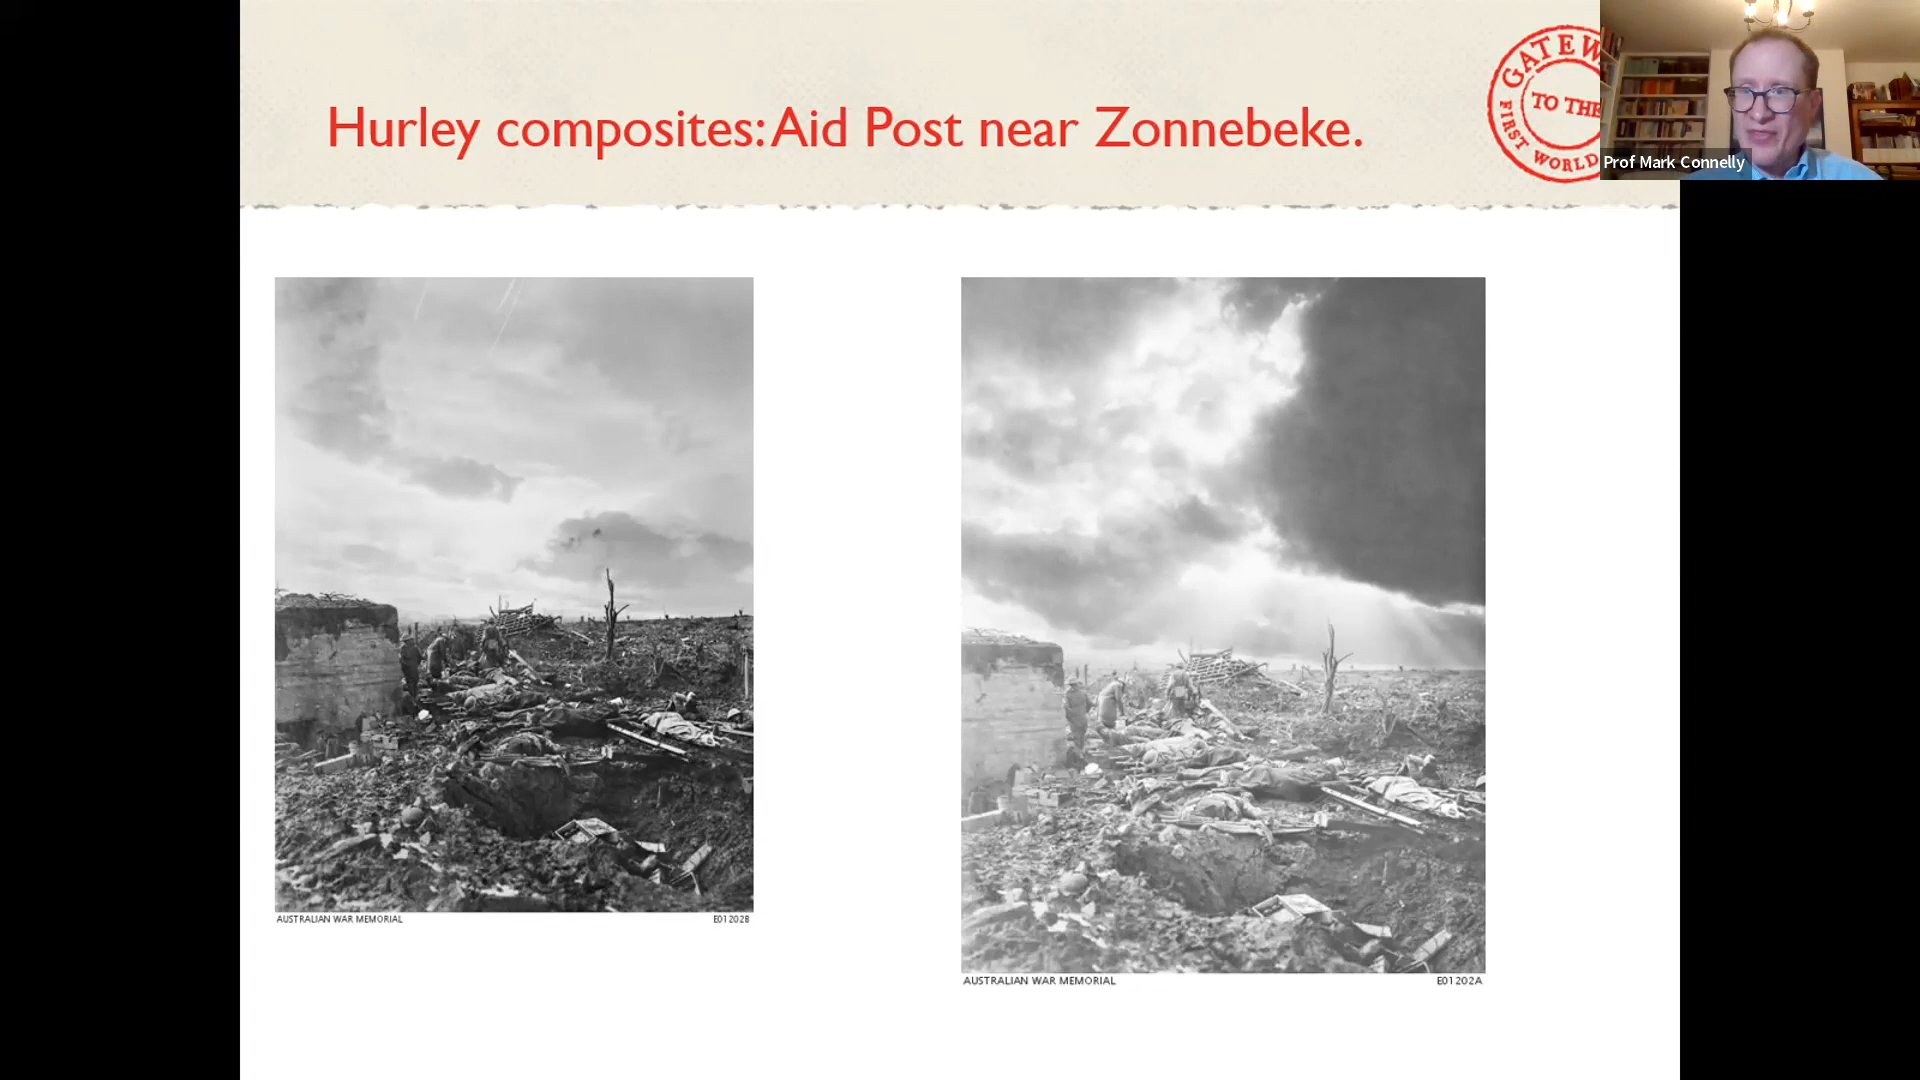 Hurley composites: Aid Post near Zonnebeke.
GATEW
TO THE
FIRST WORLD
Prof Mark Connelly
AUSTRALIAN WAR MEMORIAL E01202B
AUSTRALIAN WAR MEMORIAL E01202A